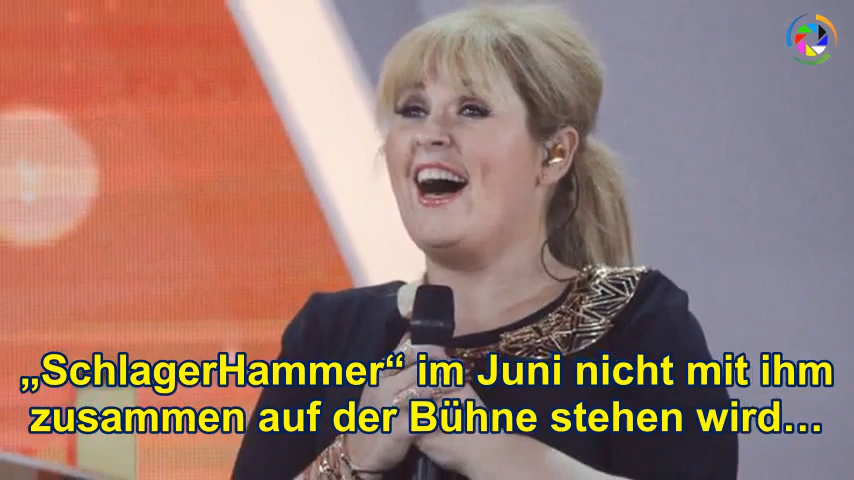 „SchlagerHammer“ im Juni nicht mit ihm
zusammen auf der Bühne stehen wird…